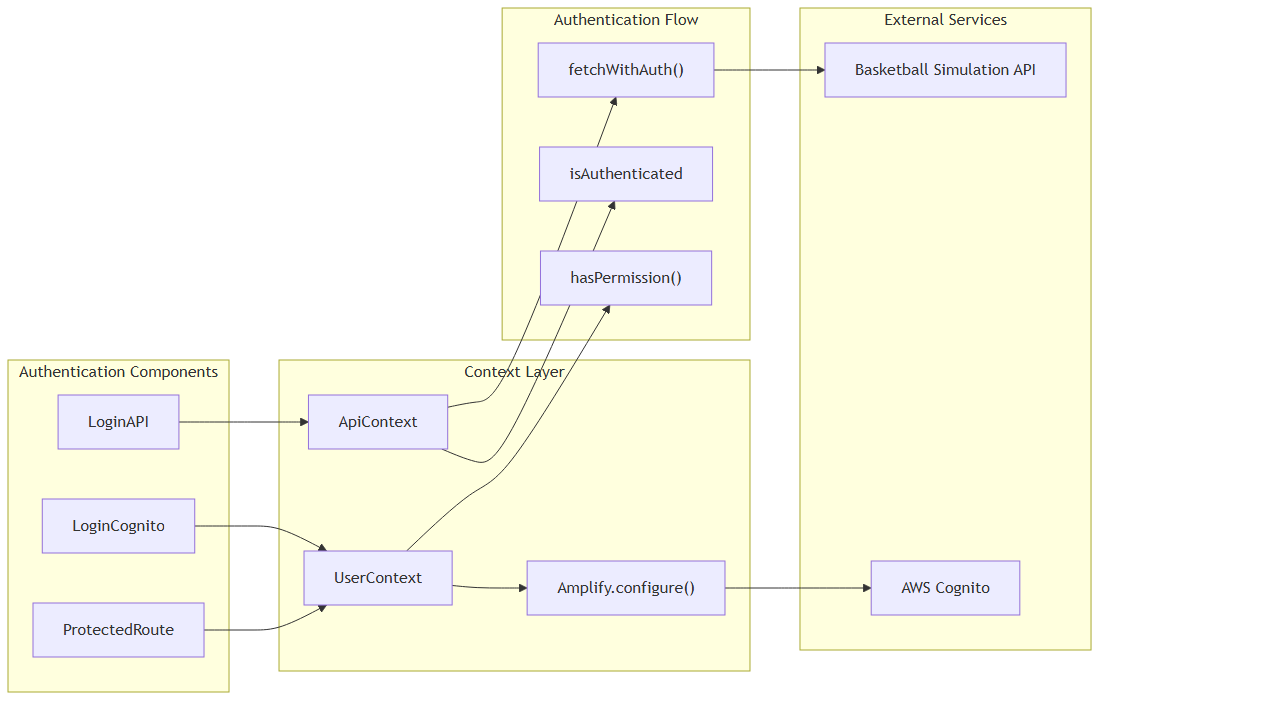 Authentication Flow
External Services
fetchWithAuth()
Basketball Simulation API
isAuthenticated
hasPermission()
Authentication Components
Context Layer
LoginAPI
ApiContext
LoginCognito
UserContext
Amplify.configure()
AWS Cognito
ProtectedRoute